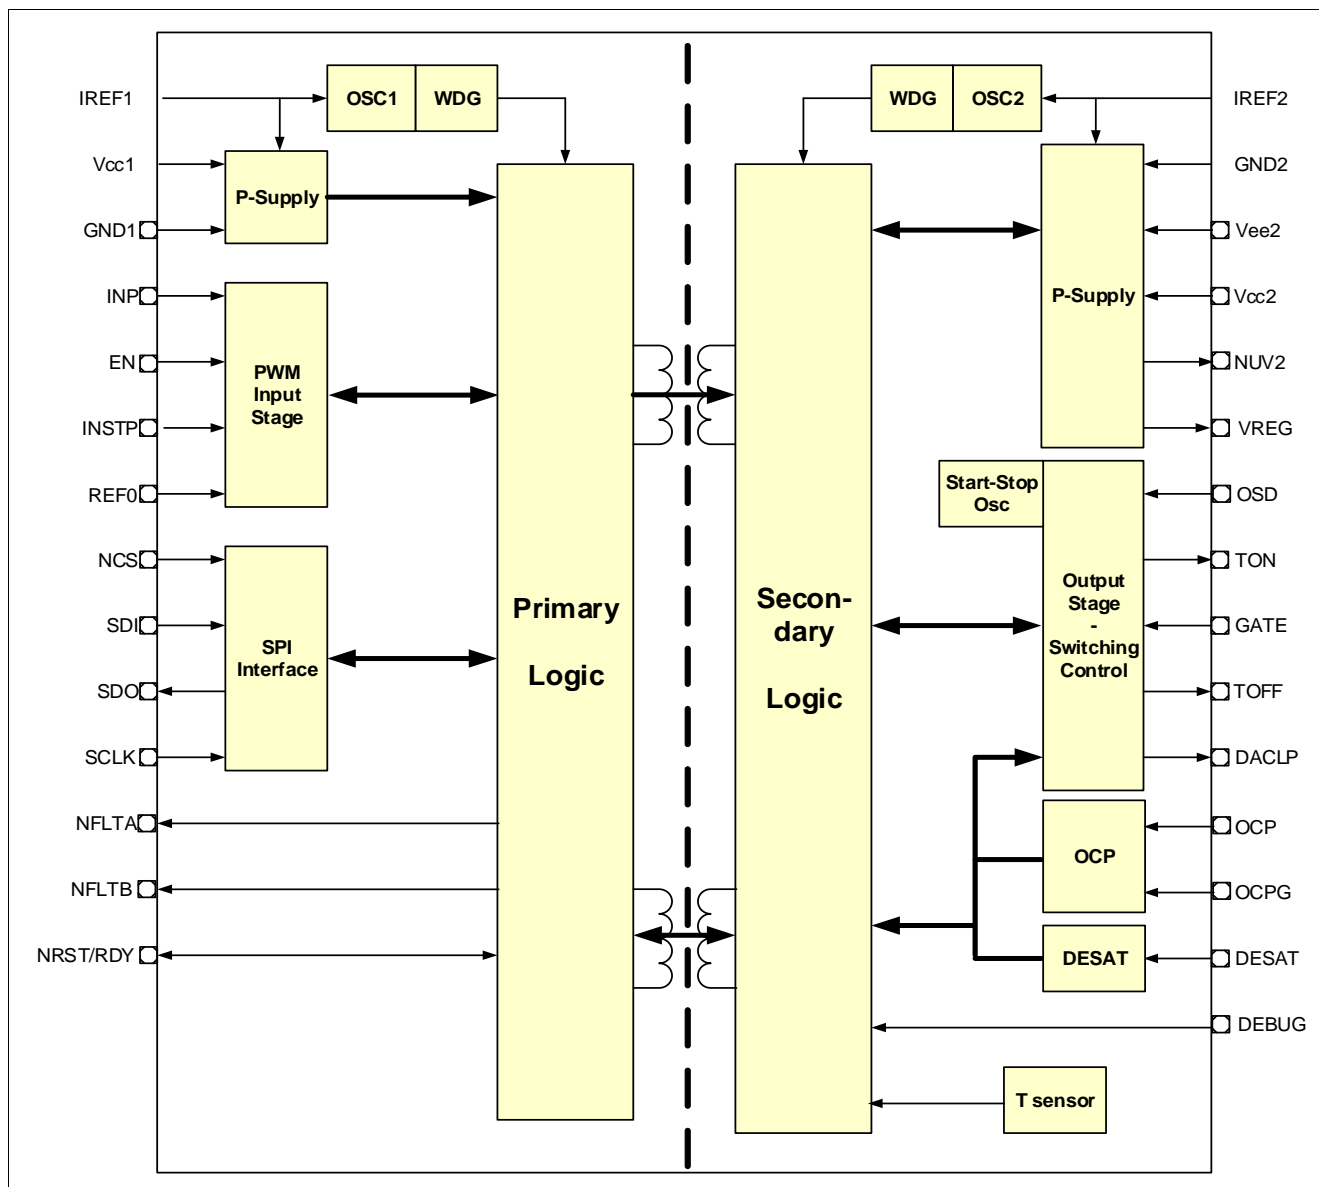 IREF1
Vcc1
GND1
INP
EN
INSTP
REF0
NCS
SDI
SDO
SCLK
NFLTA
NFLTB
NRST/RDY
OSC1
WDG
P-Supply
PWM
Input
Stage
SPI
Interface
Primary
Logic
Secon-
dary
Logic
WDG
OSC2
P-Supply
Start-Stop
Osc
Output
Stage
-
Switching
Control
OCP
DESAT
T sensor
IREF2
GND2
Vee2
Vcc2
NUV2
VREG
OSD
TON
GATE
TOFF
DACLP
OCP
OCPG
DESAT
DEBUG